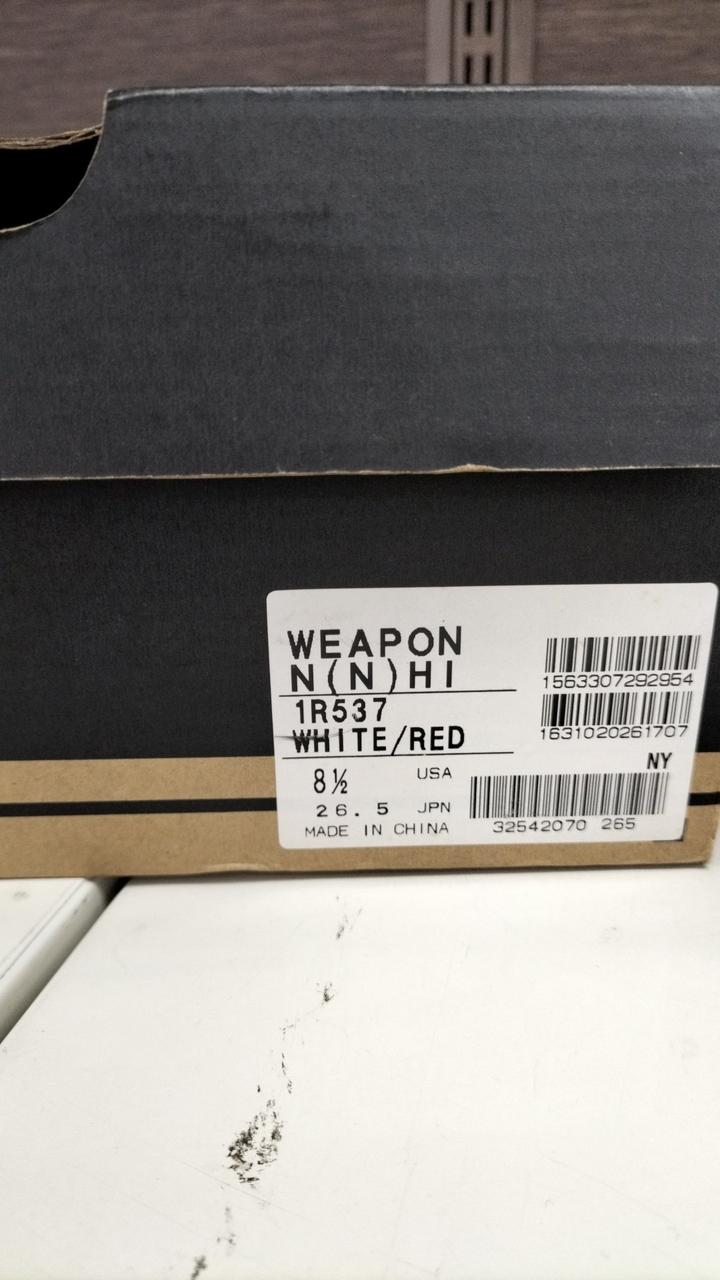 WEAPON
N(N)HI
1R537
WHITE/RED
8½ USA
26.5 JPN
MADE IN CHINA
1563307292954
1631020261707
NY
32542070 265